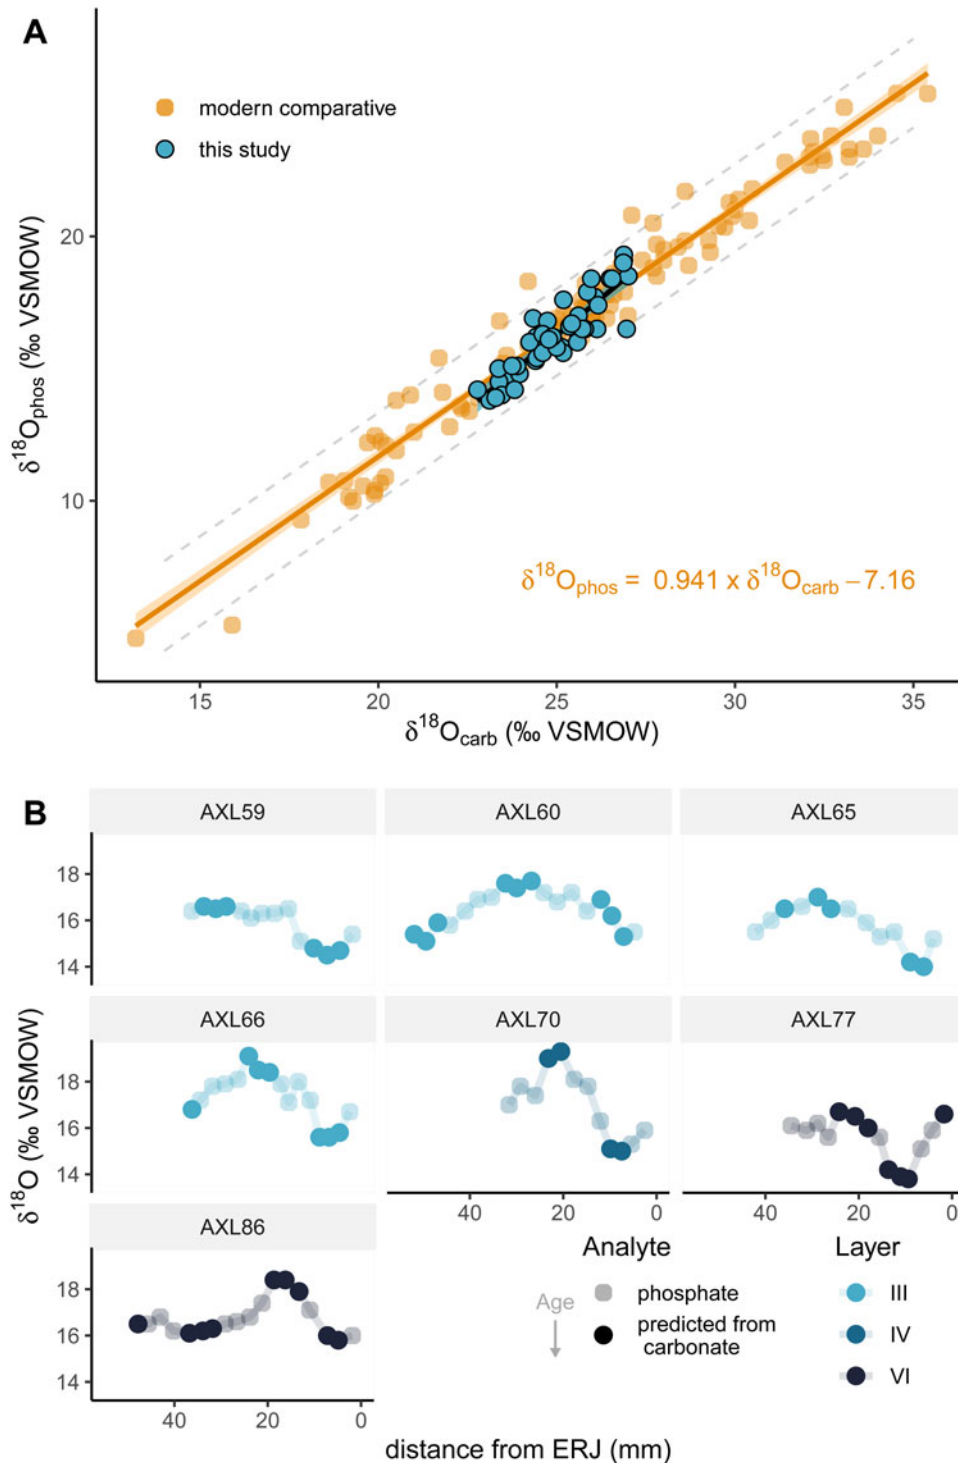 A
modern comparative
this study
δ18Ophos (‰ VSMOW)
20
10
δ18Ophos = 0.941 x δ18Ocarb – 7.16
15 20 25 30 35
δ18Ocarb (‰ VSMOW)
B
AXL59 AXL60 AXL65
18
16
14
AXL66 AXL70 AXL77
18
16
14
δ18O (‰ VSMOW)
40 20 0 40 20 0
AXL86
18
16
14
40 20 0
distance from ERJ (mm)
Analyte
Age
phosphate
predicted from
carbonate
Layer
III
IV
VI